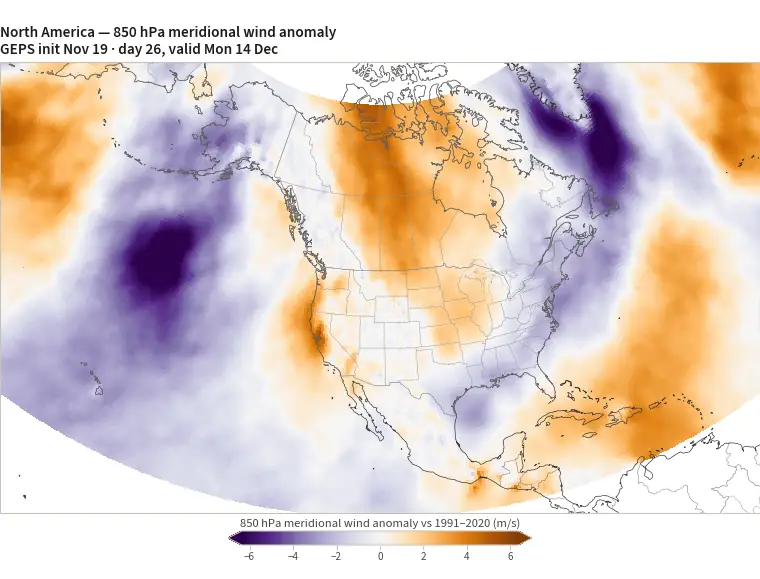 North America — 850 hPa meridional wind anomaly
GEPS init Nov 19 · day 26, valid Mon 14 Dec
850 hPa meridional wind anomaly vs 1991–2020 (m/s)
−6 −4 −2 0 2 4 6